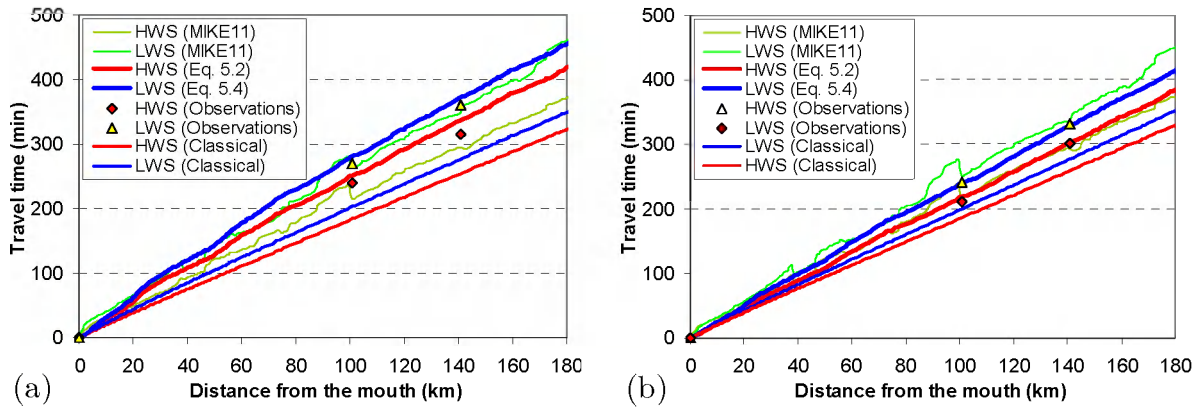 500
400
300
200
100
0
Travel time (min)
HWS (MIKE11)
LWS (MIKE11)
HWS (Eq. 5.2)
LWS (Eq. 5.4)
HWS (Observations)
LWS (Observations)
HWS (Classical)
LWS (Classical)
0 20 40 60 80 100 120 140 160 180
Distance from the mouth (km)
(a)
500
400
300
200
100
0
Travel time (min)
HWS (MIKE11)
LWS (MIKE11)
HWS (Eq. 5.2)
LWS (Eq. 5.4)
HWS (Observations)
LWS (Observations)
LWS (Classical)
HWS (Classical)
0 20 40 60 80 100 120 140 160 180
Distance from the mouth (km)
(b)